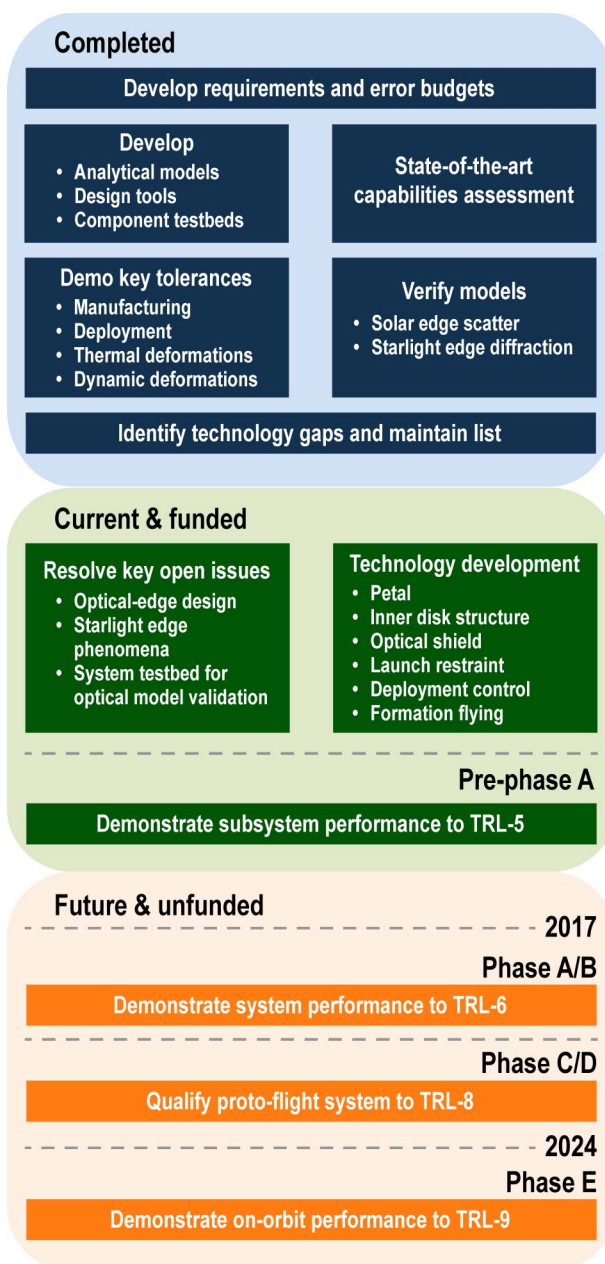 Completed
Develop requirements and error budgets
Develop
• Analytical models
• Design tools
• Component testbeds
State-of-the-art
capabilities assessment
Demo key tolerances
• Manufacturing
• Deployment
• Thermal deformations
• Dynamic deformations
Verify models
• Solar edge scatter
• Starlight edge diffraction
Identify technology gaps and maintain list
Current & funded
Resolve key open issues
• Optical-edge design
• Starlight edge
phenomena
• System testbed for
optical model validation
Technology development
• Petal
• Inner disk structure
• Optical shield
• Launch restraint
• Deployment control
• Formation flying
Pre-phase A
Demonstrate subsystem performance to TRL-5
Future & unfunded
2017
Phase A/B
Demonstrate system performance to TRL-6
Phase C/D
Qualify proto-flight system to TRL-8
2024
Phase E
Demonstrate on-orbit performance to TRL-9